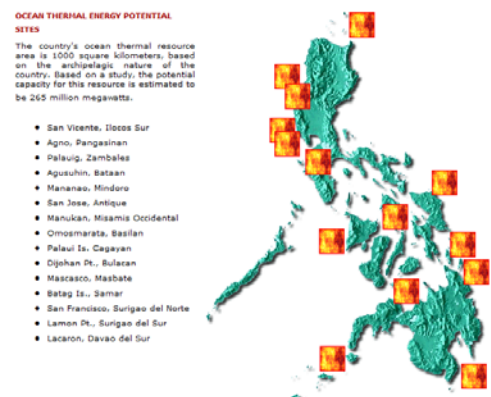 OCEAN THERMAL ENERGY POTENTIAL
SITES
The country's ocean thermal resource
area is 1000 square kilometers, based
on the archipelagic nature of the
country. Based on a study, the potential
capacity for this resource is estimated to
be 265 million megawatts.
San Vicente, Ilocos Sur
Agno, Pangasinan
Palauig, Zambales
Agusuhin, Bataan
Mananao, Mindoro
San Jose, Antique
Manukan, Misamis Occidental
Omosmarata, Basilan
Palaui Is. Cagayan
Dijohan Pt., Bulacan
Mascasco, Masbate
Batag Is., Samar
San Francisco, Surigao del Norte
Lamon Pt., Surigao del Sur
Lacaron, Davao del Sur